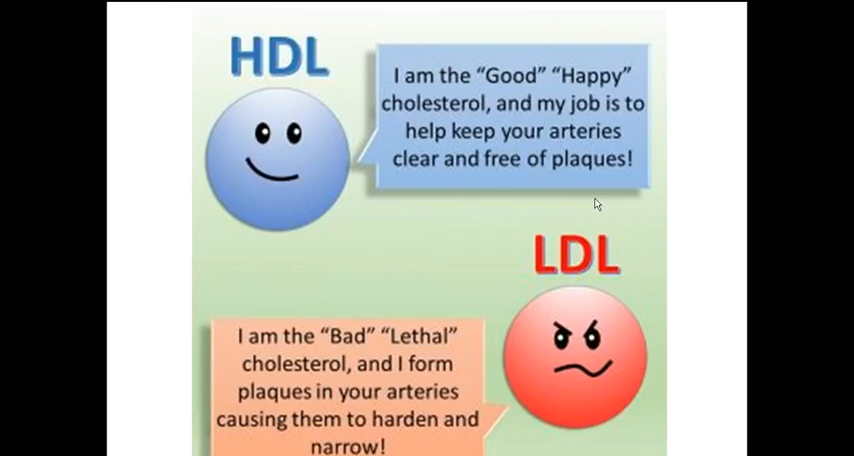 HDL
I am the “Good” “Happy”
cholesterol, and my job is to
help keep your arteries
clear and free of plaques!
LDL
I am the “Bad” “Lethal”
cholesterol, and I form
plaques in your arteries
causing them to harden and
narrow!